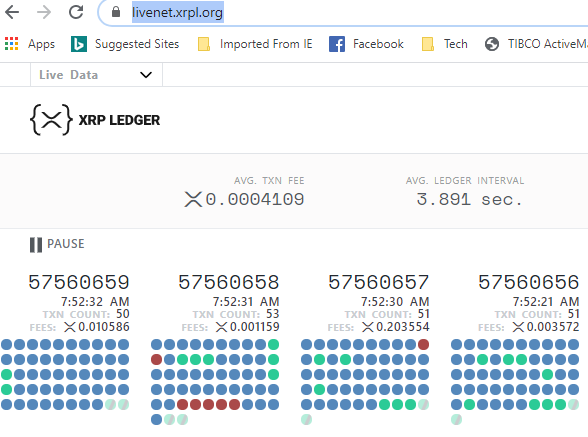 livenet.xrpl.org
Apps Suggested Sites Imported From IE Facebook Tech TIBCO ActiveMa
Live Data
XRP LEDGER
AVG. TXN FEE AVG. LEDGER INTERVAL
0.0004109 3.891 sec.
PAUSE
57560659 57560658 57560657 57560656
7:52:32 AM 7:52:31 AM 7:52:30 AM 7:52:21 AM
TXN COUNT: 50 TXN COUNT: 53 TXN COUNT: 51 TXN COUNT: 51
FEES: 0.010586 FEES: 0.001159 FEES: 0.203554 FEES: 0.003572